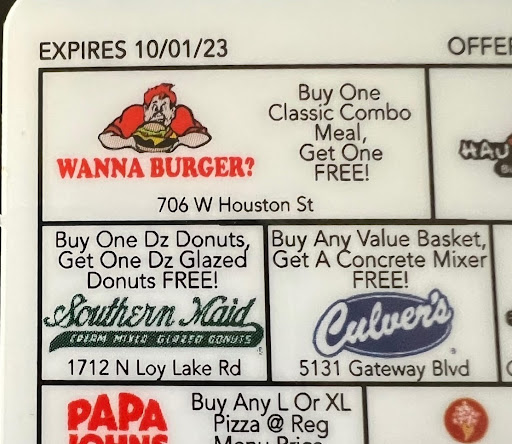 EXPIRES 10/01/23
OFFE
Buy One
Classic Combo
Meal,
Get One
FREE!
WANNA BURGER?
706 W Houston St
HAU
Buy One Dz Donuts,
Get One Dz Glazed
Donuts FREE!
Southern Maid
CREAM MIXED GLAZED DONUTS
1712 N Loy Lake Rd
Buy Any Value Basket,
Get A Concrete Mixer
FREE!
Culver's
5131 Gateway Blvd
PAPA
JOHNS
Buy Any L Or XL
Pizza @ Reg
Menu Price